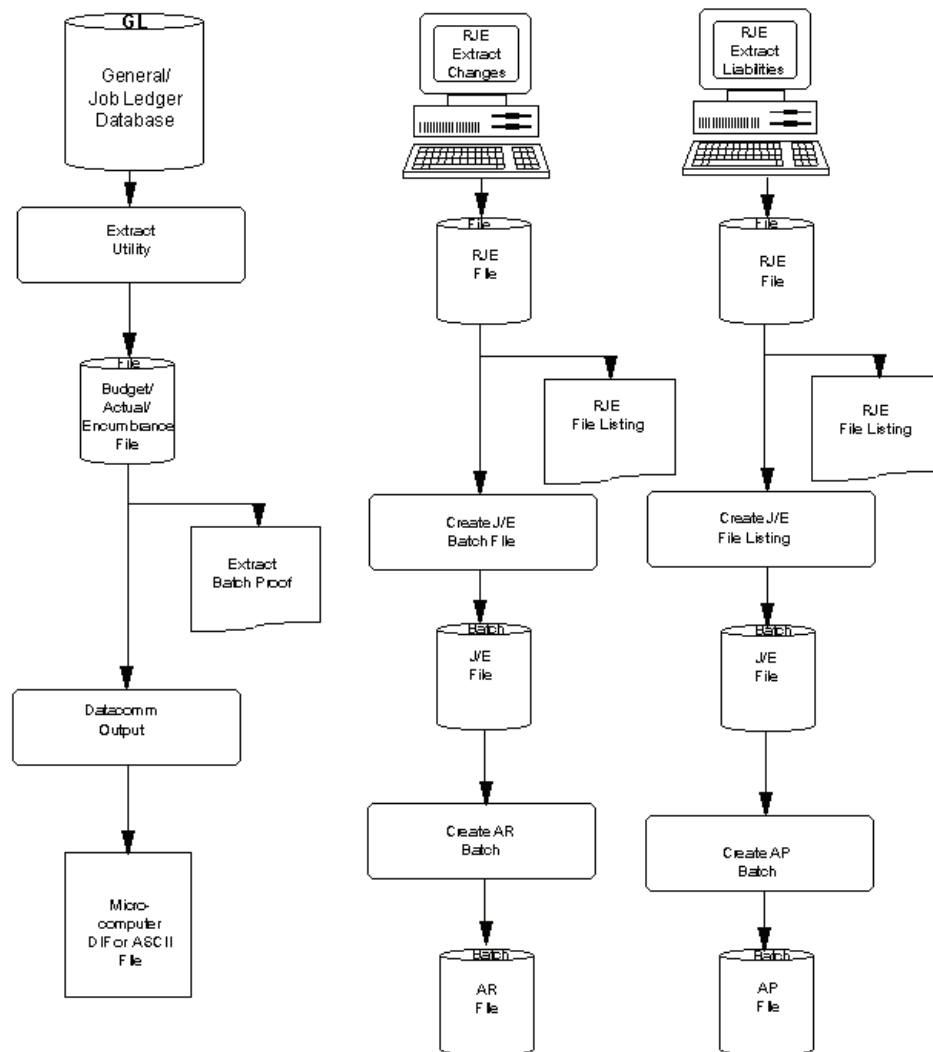 GL
General/
Job Ledger
Database
Extract
Utility
File
Budget/
Actual/
Encumbrance
File
Extract
Batch Proof
Datacomm
Output
Micro-
computer
DIF or ASCII
File
RJE
Extract
Changes
File
RJE
File
RJE
File Listing
Create J/E
Batch File
Batch
J/E
File
Create AR
Batch
Batch
AR
File
RJE
Extract
Liabilities
File
RJE
File
RJE
File Listing
Create J/E
File Listing
Batch
J/E
File
Create AP
Batch
Batch
AP
File